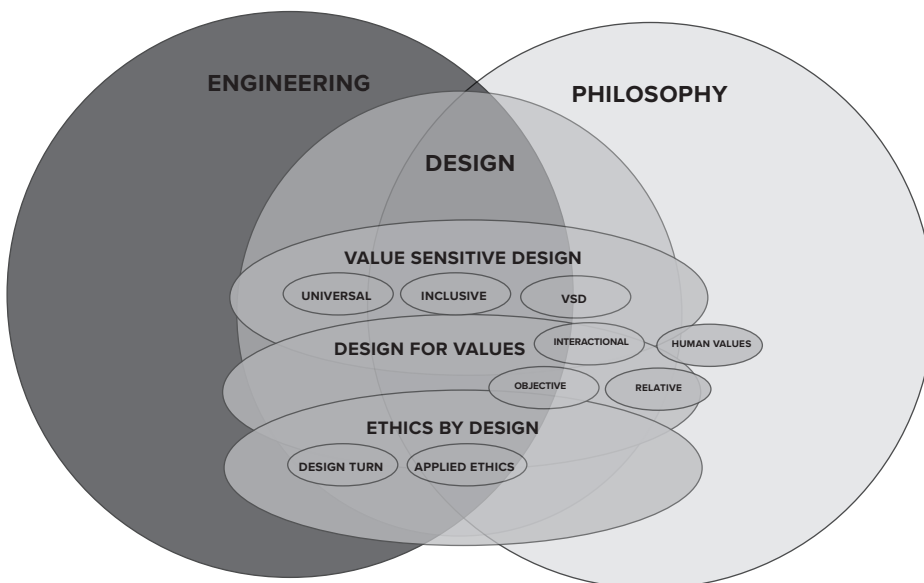 ENGINEERING
PHILOSOPHY
DESIGN
VALUE SENSITIVE DESIGN
UNIVERSAL
INCLUSIVE
VSD
INTERACTIONAL
HUMAN VALUES
DESIGN FOR VALUES
OBJECTIVE
RELATIVE
ETHICS BY DESIGN
DESIGN TURN
APPLIED ETHICS